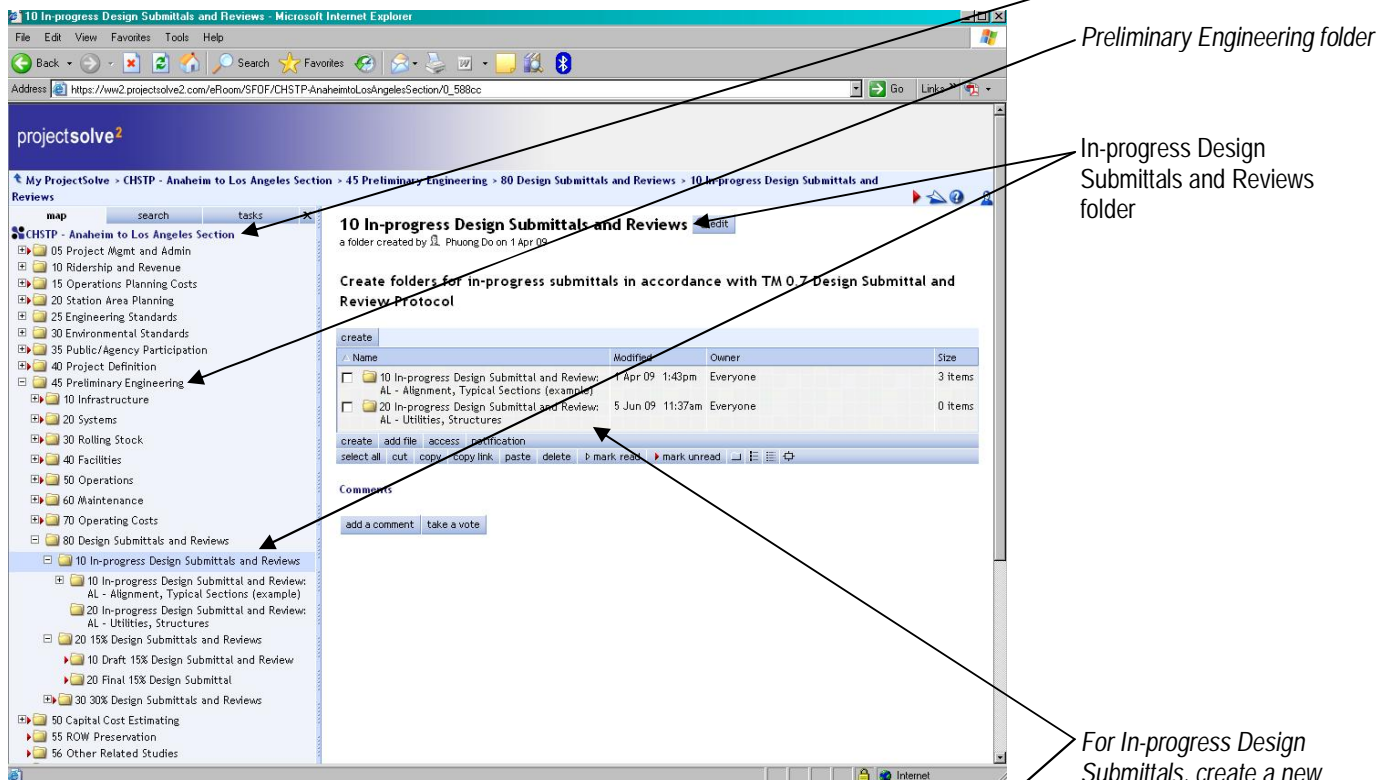 10 In-progress Design Submittals and Reviews - Microsoft Internet Explorer
File Edit View Favorites Tools Help
Back Search Favorites
Address https://ww2.projectsolve2.com/eRoom/SFOF/CHSTP-AnaheimtoLosAngelesSection/0_588cc Go Links »
projectsolve2
My ProjectSolve > CHSTP - Anaheim to Los Angeles Section > 45 Preliminary Engineering > 80 Design Submittals and Reviews > 10 In-progress Design Submittals and
Reviews
map search tasks X
CHSTP - Anaheim to Los Angeles Section
05 Project Mgmt and Admin
10 Ridership and Revenue
15 Operations Planning Costs
20 Station Area Planning
25 Engineering Standards
30 Environmental Standards
35 Public/Agency Participation
40 Project Definition
45 Preliminary Engineering
10 Infrastructure
20 Systems
30 Rolling Stock
40 Facilities
50 Operations
60 Maintenance
70 Operating Costs
80 Design Submittals and Reviews
10 In-progress Design Submittals and Reviews
10 In-progress Design Submittal and Review:
AL - Alignment, Typical Sections (example)
20 In-progress Design Submittal and Review:
AL - Utilities, Structures
20 15% Design Submittals and Reviews
10 Draft 15% Design Submittal and Review
20 Final 15% Design Submittal
30 30% Design Submittals and Reviews
50 Capital Cost Estimating
55 ROW Preservation
56 Other Related Studies
10 In-progress Design Submittals and Reviews edit
a folder created by Phuong Do on 1 Apr 09
Create folders for in-progress submittals in accordance with TM 0.7 Design Submittal and
Review Protocol
create
Name Modified Owner Size
10 In-progress Design Submittal and Review: 1 Apr 09 1:43pm Everyone 3 items
AL - Alignment, Typical Sections (example)
20 In-progress Design Submittal and Review: 5 Jun 09 11:37am Everyone 0 items
AL - Utilities, Structures
create add file access notification
select all cut copy copy link paste delete mark read mark unread
Comments
add a comment take a vote
Internet
Preliminary Engineering folder
In-progress Design
Submittals and Reviews
folder
For In-progress Design
Submittals, create a new